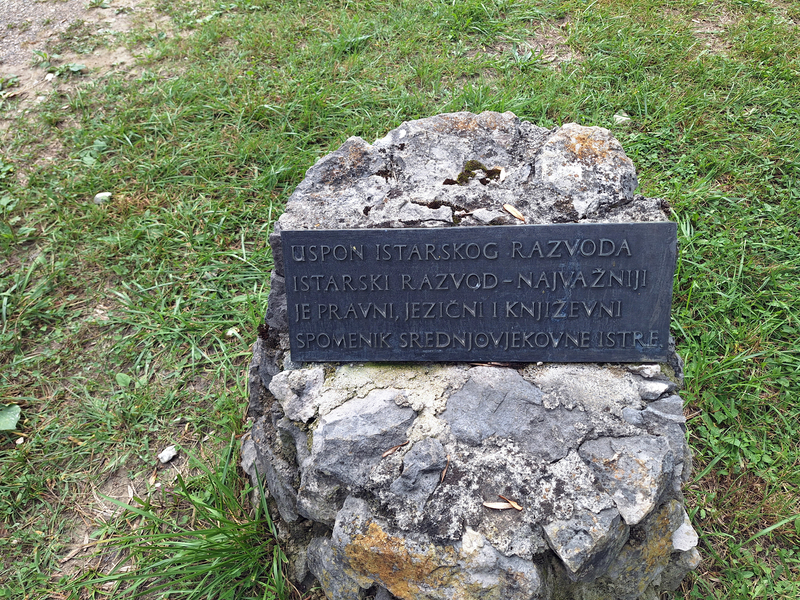 USPON ISTARSKOG RAZVODA
ISTARSKI RAZVOD - NAJVAŽNIJI
JE PRAVNI, JEZIČNI I KNJIŽEVNI
SPOMENIK SREDNJOVJEKOVNE ISTRE.